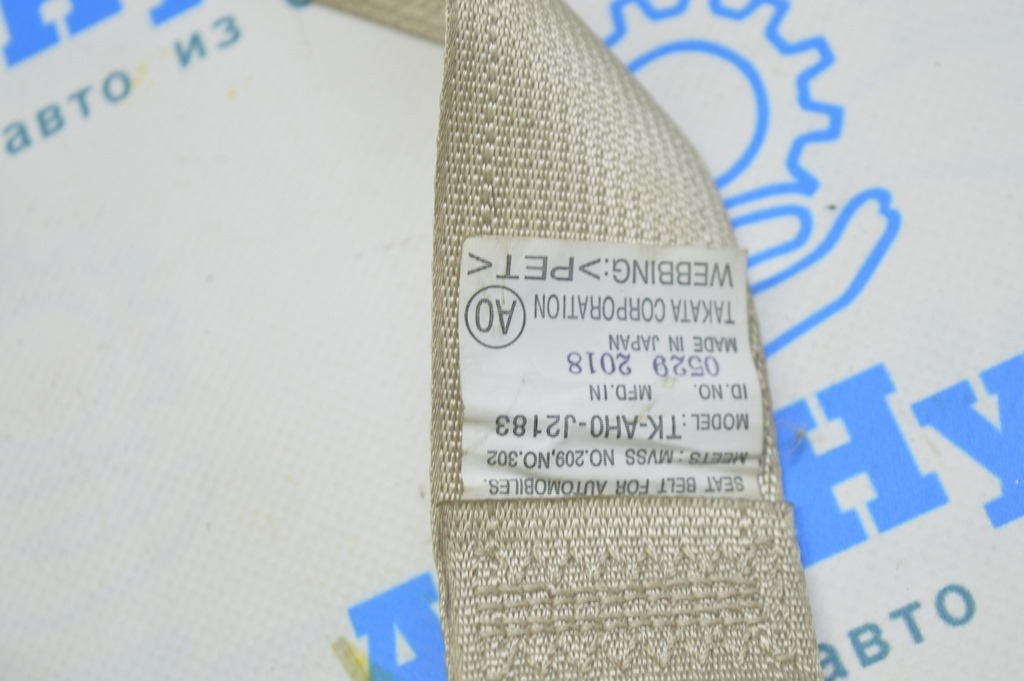 SEAT BELT FOR AUTOMOBILES.
MEETS: MVSS NO.209,NO.302
MODEL: TK-AH0-J2183
ID.NO. MFD.IN
0529 2018
MADE IN JAPAN
TAKATA CORPORATION A0
WEBBING:>PET<
авто из
авто